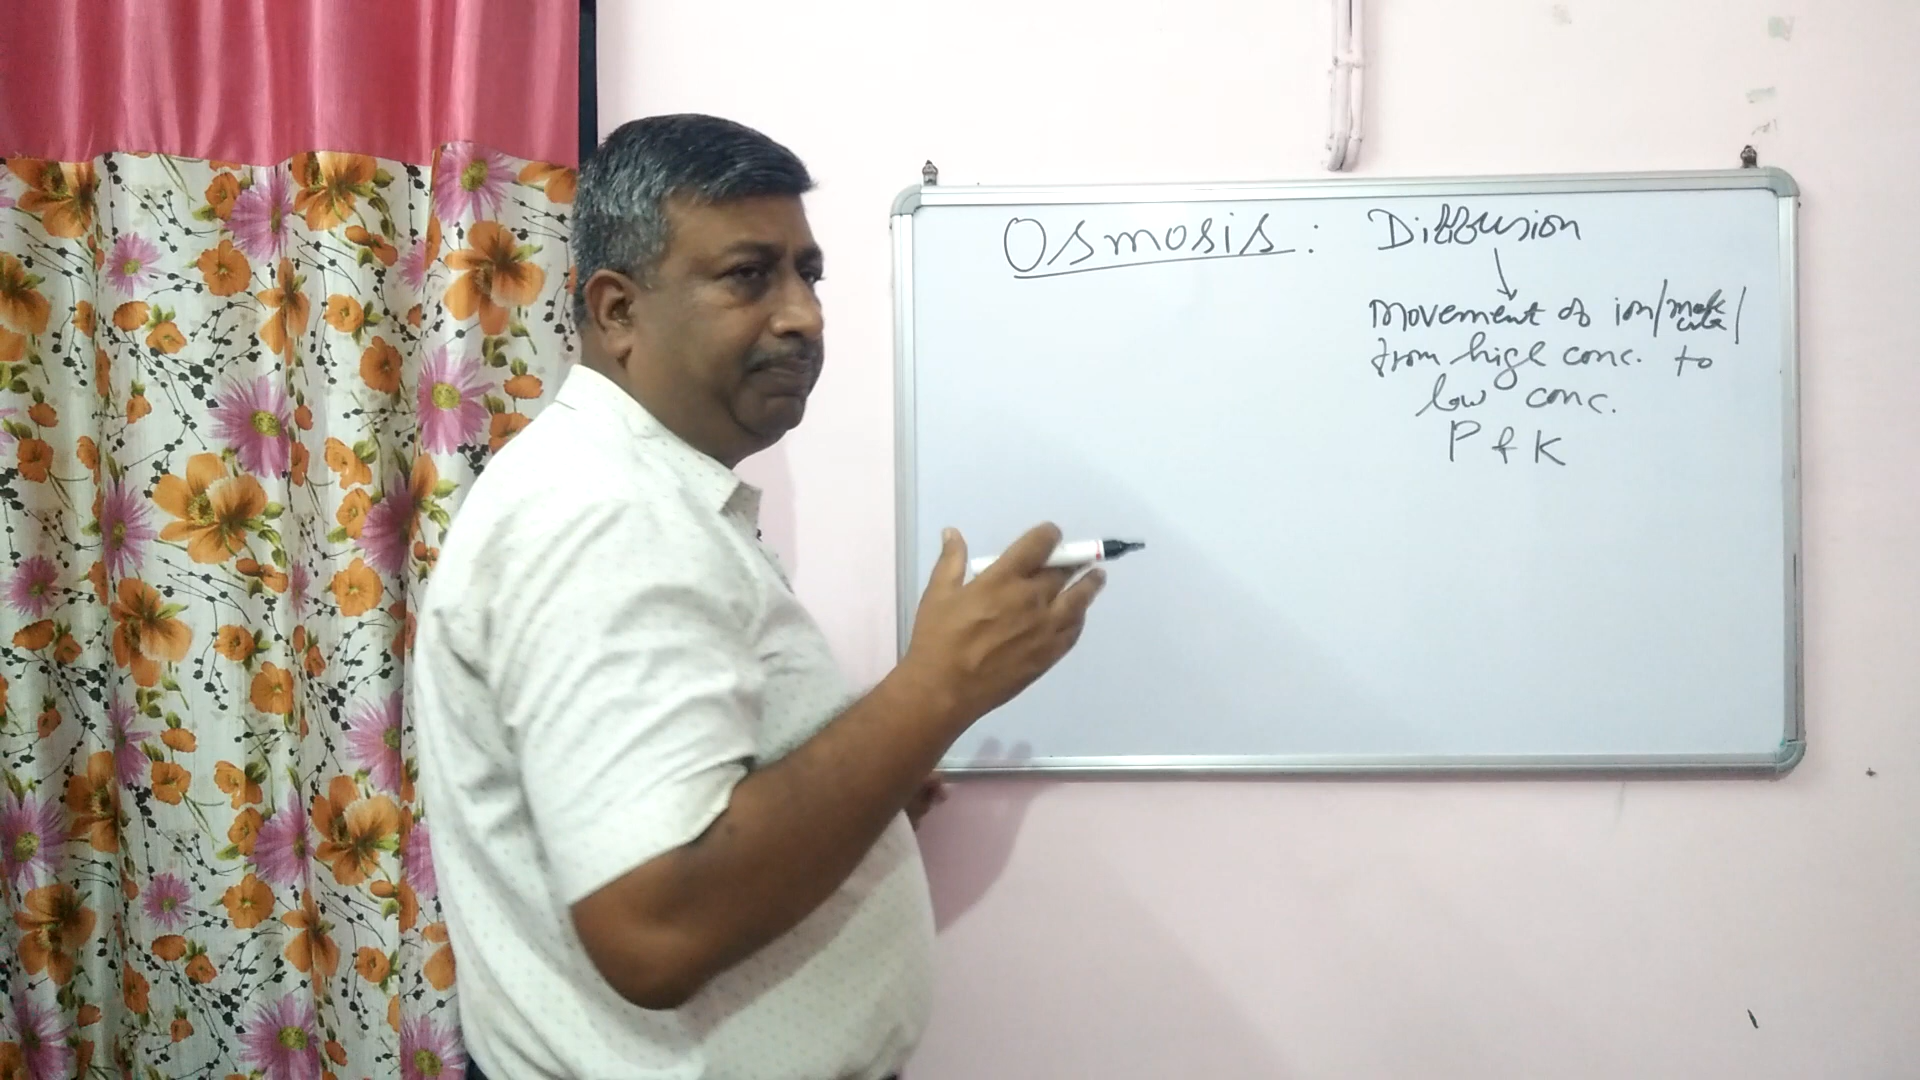 Osmosis: Diffusion
Movement of ion/molecule/
from high conc. to
low conc.
P & K